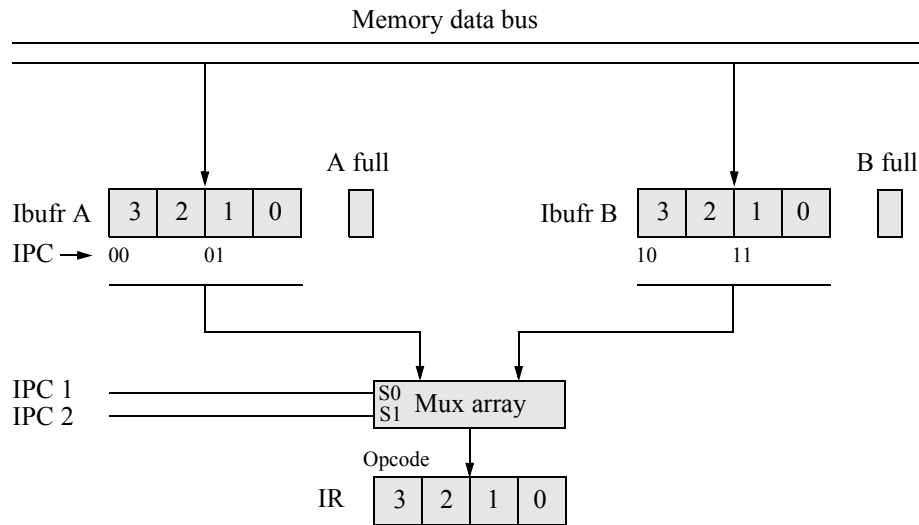 Memory data bus
A full
B full
Ibufr A 3 2 1 0
Ibufr B 3 2 1 0
IPC 00 01
10 11
IPC 1
IPC 2
S0
S1
Mux array
Opcode
IR 3 2 1 0